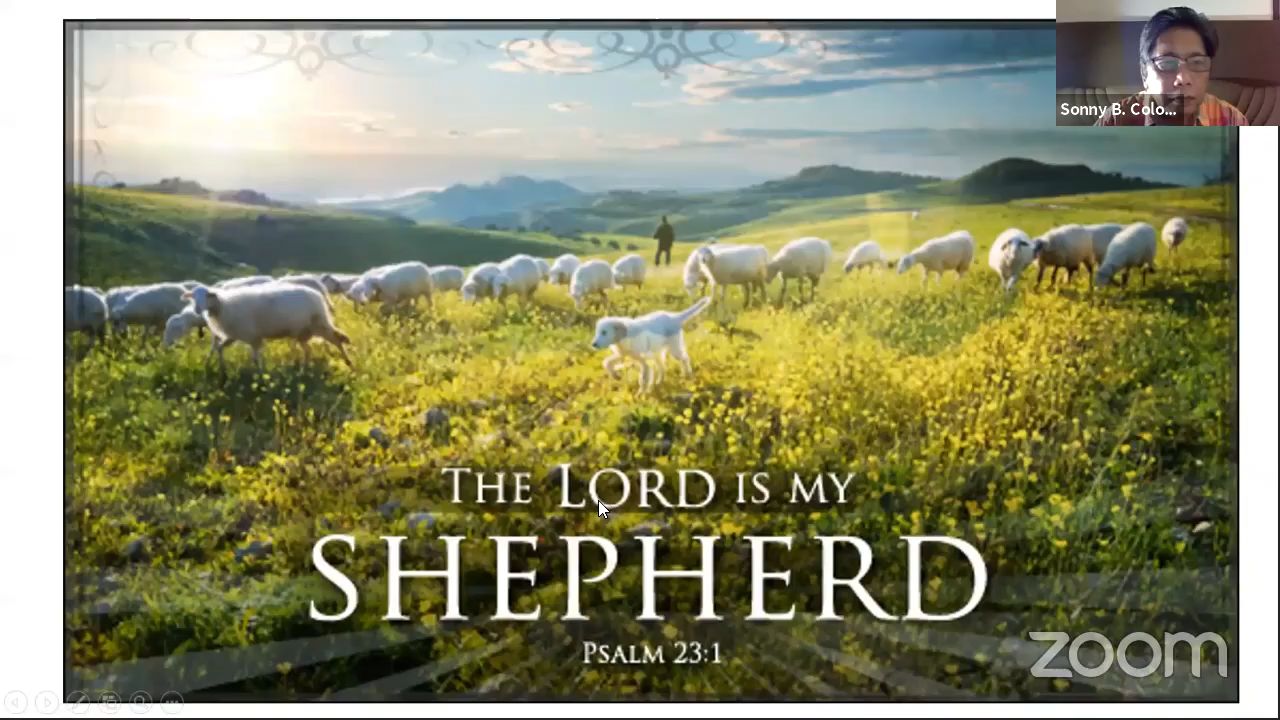 Sonny B. Colo...
THE LORD IS MY
SHEPHERD
PSALM 23:1
zoom